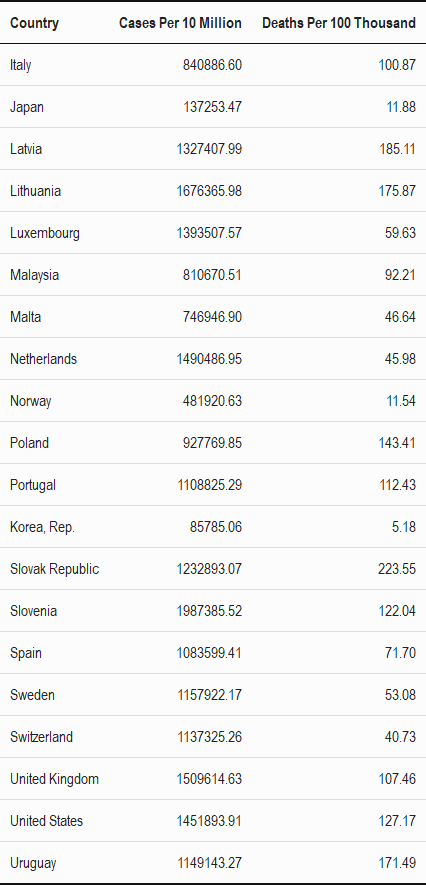 Country Cases Per 10 Million Deaths Per 100 Thousand
Italy 840886.60 100.87
Japan 137253.47 11.88
Latvia 1327407.99 185.11
Lithuania 1676365.98 175.87
Luxembourg 1393507.57 59.63
Malaysia 810670.51 92.21
Malta 746946.90 46.64
Netherlands 1490486.95 45.98
Norway 481920.63 11.54
Poland 927769.85 143.41
Portugal 1108825.29 112.43
Korea, Rep. 85785.06 5.18
Slovak Republic 1232893.07 223.55
Slovenia 1987385.52 122.04
Spain 1083599.41 71.70
Sweden 1157922.17 53.08
Switzerland 1137325.26 40.73
United Kingdom 1509614.63 107.46
United States 1451893.91 127.17
Uruguay 1149143.27 171.49